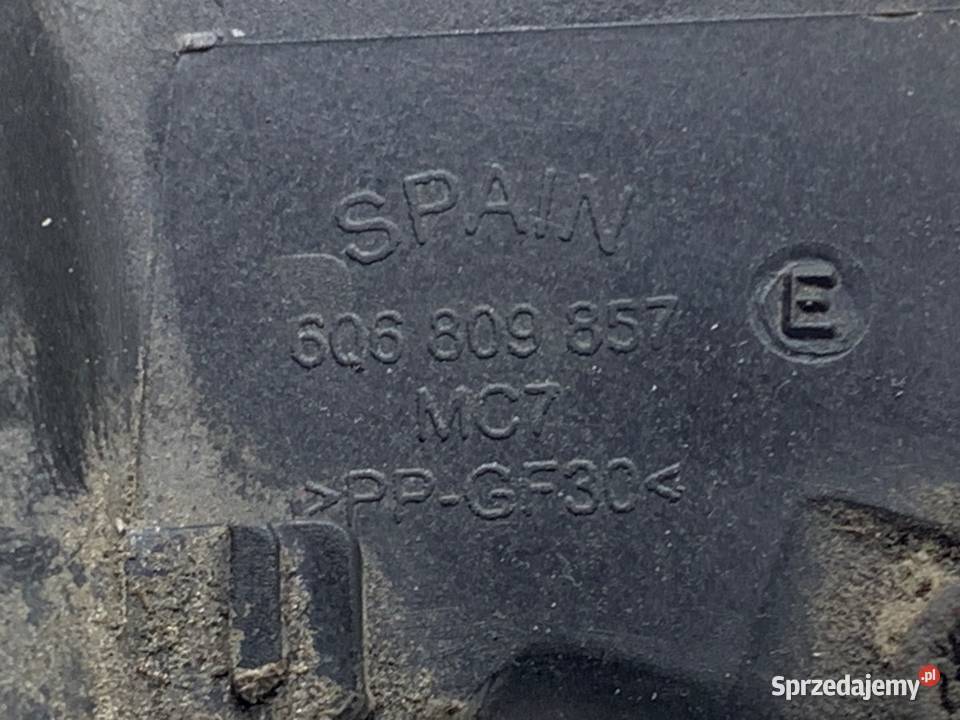 SPAIN
6Q6 809 857
E
MC7
>PP-GF30<
Sprzedajemy.pl